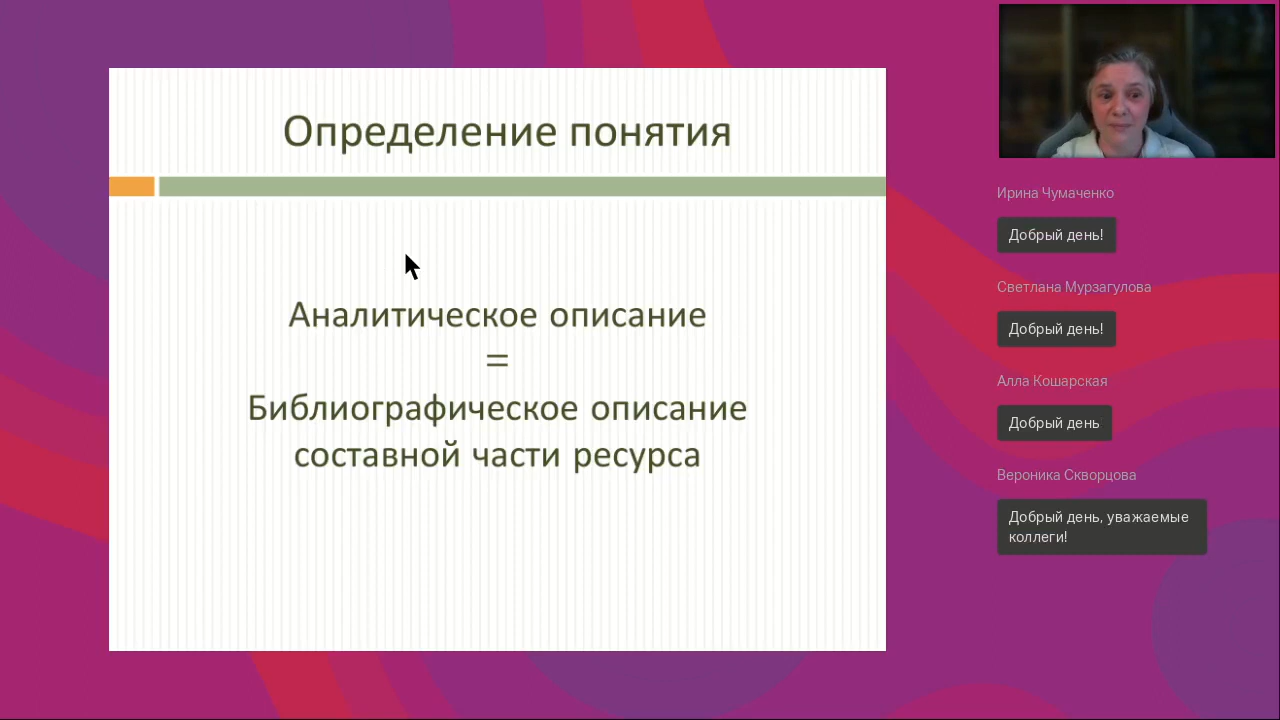 Определение понятия
Аналитическое описание
=
Библиографическое описание
составной части ресурса
Ирина Чумаченко
Добрый день!
Светлана Мурзагулова
Добрый день!
Алла Кошарская
Добрый день
Вероника Скворцова
Добрый день, уважаемые
коллеги!